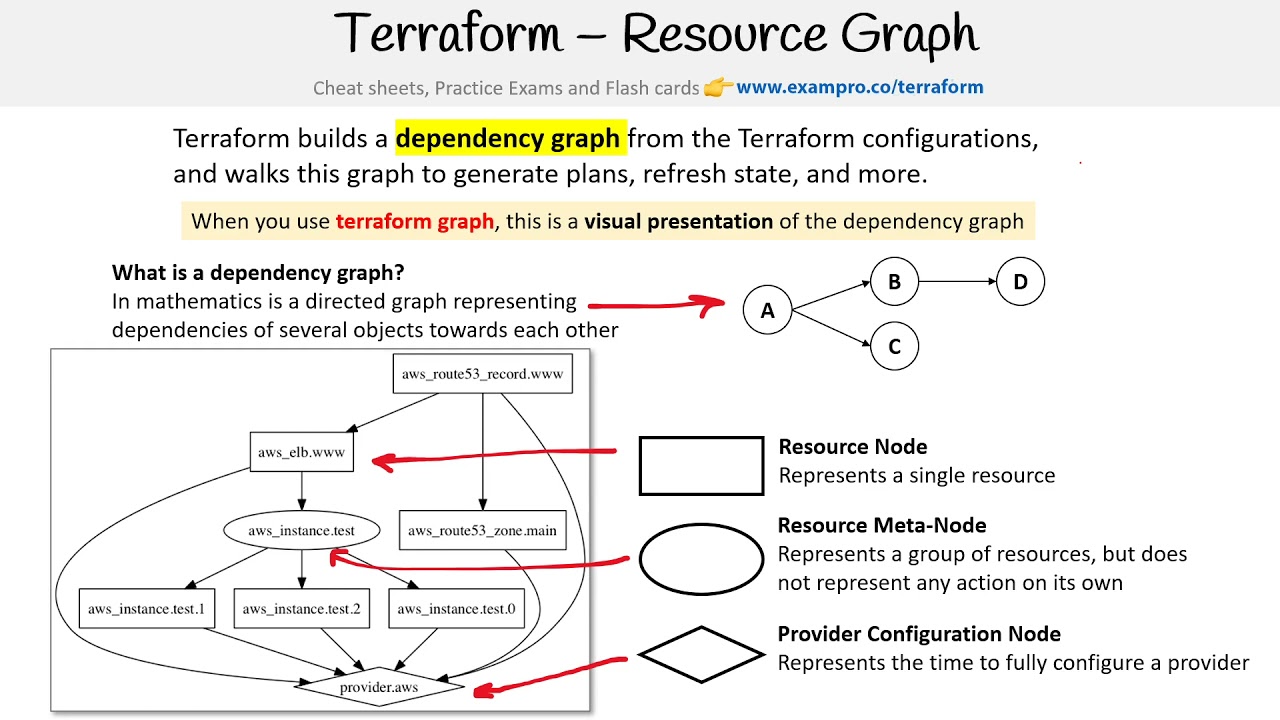 Terraform – Resource Graph
Cheat sheets, Practice Exams and Flash cards 👉 www.exampro.co/terraform
Terraform builds a dependency graph from the Terraform configurations,
and walks this graph to generate plans, refresh state, and more.
When you use terraform graph, this is a visual presentation of the dependency graph
What is a dependency graph?
In mathematics is a directed graph representing
dependencies of several objects towards each other
A
B
D
C
aws_route53_record.www
aws_elb.www
aws_instance.test
aws_route53_zone.main
aws_instance.test.1
aws_instance.test.2
aws_instance.test.0
provider.aws
Resource Node
Represents a single resource
Resource Meta-Node
Represents a group of resources, but does
not represent any action on its own
Provider Configuration Node
Represents the time to fully configure a provider